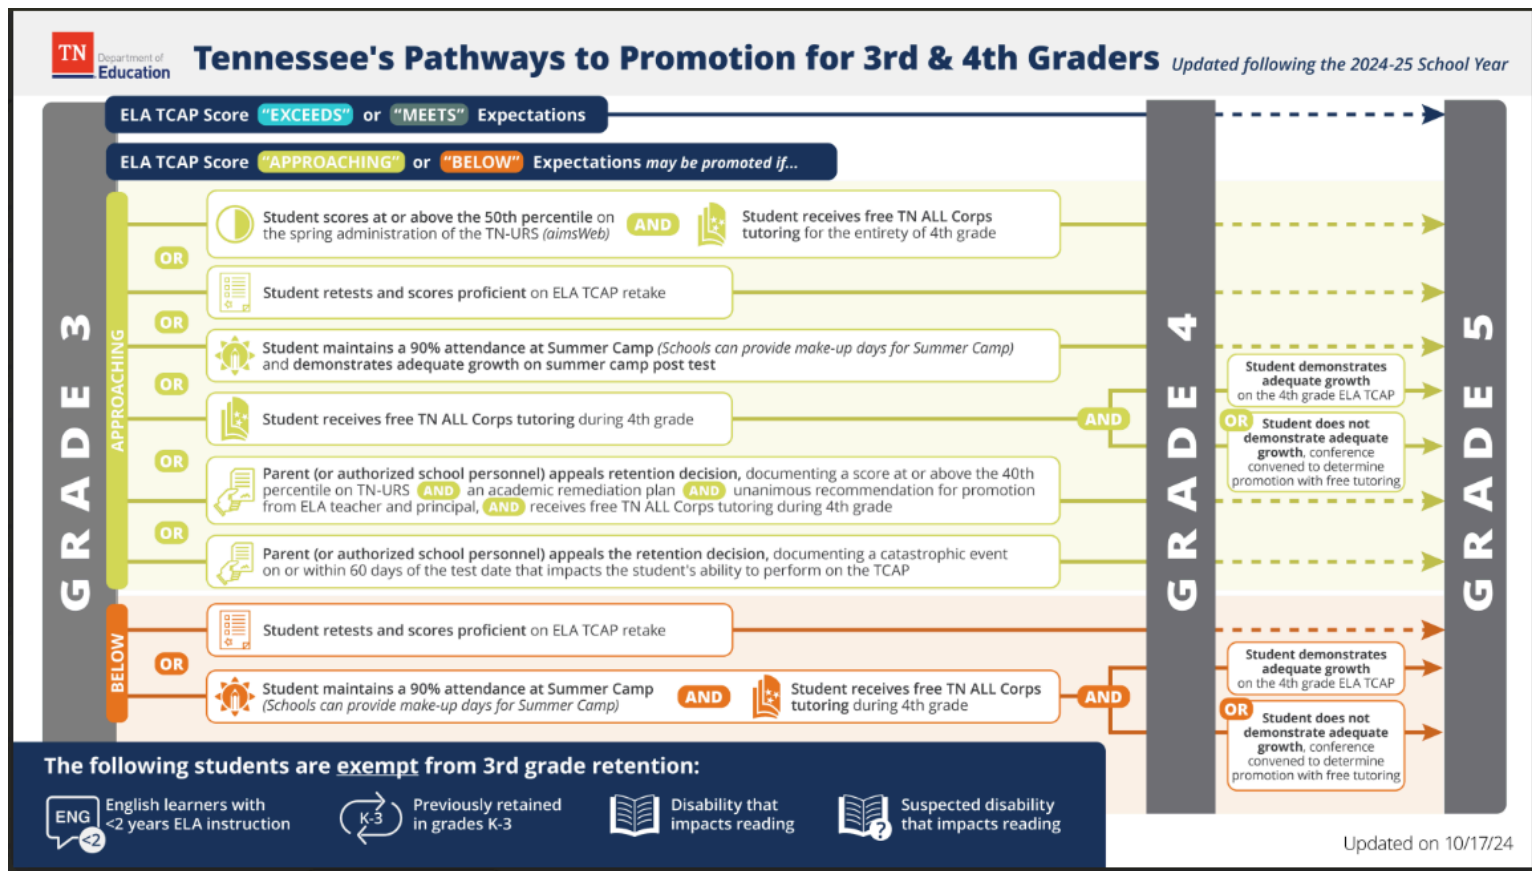 TN
Department of
Education
Tennessee's Pathways to Promotion for 3rd & 4th Graders
Updated following the 2024-25 School Year
GRADE 3
GRADE 4
GRADE 5
ELA TCAP Score "EXCEEDS" or "MEETS" Expectations
ELA TCAP Score "APPROACHING" or "BELOW" Expectations may be promoted if...
APPROACHING
Student scores at or above the 50th percentile on
the spring administration of the TN-URS (aimsWeb)
AND
Student receives free TN ALL Corps
tutoring for the entirety of 4th grade
OR
Student retests and scores proficient on ELA TCAP retake
OR
Student maintains a 90% attendance at Summer Camp (Schools can provide make-up days for Summer Camp)
and demonstrates adequate growth on summer camp post test
OR
Student receives free TN ALL Corps tutoring during 4th grade
AND
Student demonstrates
adequate growth
on the 4th grade ELA TCAP
OR
Student does not
demonstrate adequate
growth, conference
convened to determine
promotion with free tutoring
OR
Parent (or authorized school personnel) appeals retention decision, documenting a score at or above the 40th
percentile on TN-URS AND an academic remediation plan AND unanimous recommendation for promotion
from ELA teacher and principal, AND receives free TN ALL Corps tutoring during 4th grade
OR
Parent (or authorized school personnel) appeals the retention decision, documenting a catastrophic event
on or within 60 days of the test date that impacts the student's ability to perform on the TCAP
BELOW
Student retests and scores proficient on ELA TCAP retake
OR
Student maintains a 90% attendance at Summer Camp
(Schools can provide make-up days for Summer Camp)
AND
Student receives free TN ALL Corps
tutoring during 4th grade
AND
Student demonstrates
adequate growth
on the 4th grade ELA TCAP
OR
Student does not
demonstrate adequate
growth, conference
convened to determine
promotion with free tutoring
The following students are exempt from 3rd grade retention:
ENG
<2
English learners with
<2 years ELA instruction
K-3
Previously retained
in grades K-3
Disability that
impacts reading
?
Suspected disability
that impacts reading
Updated on 10/17/24